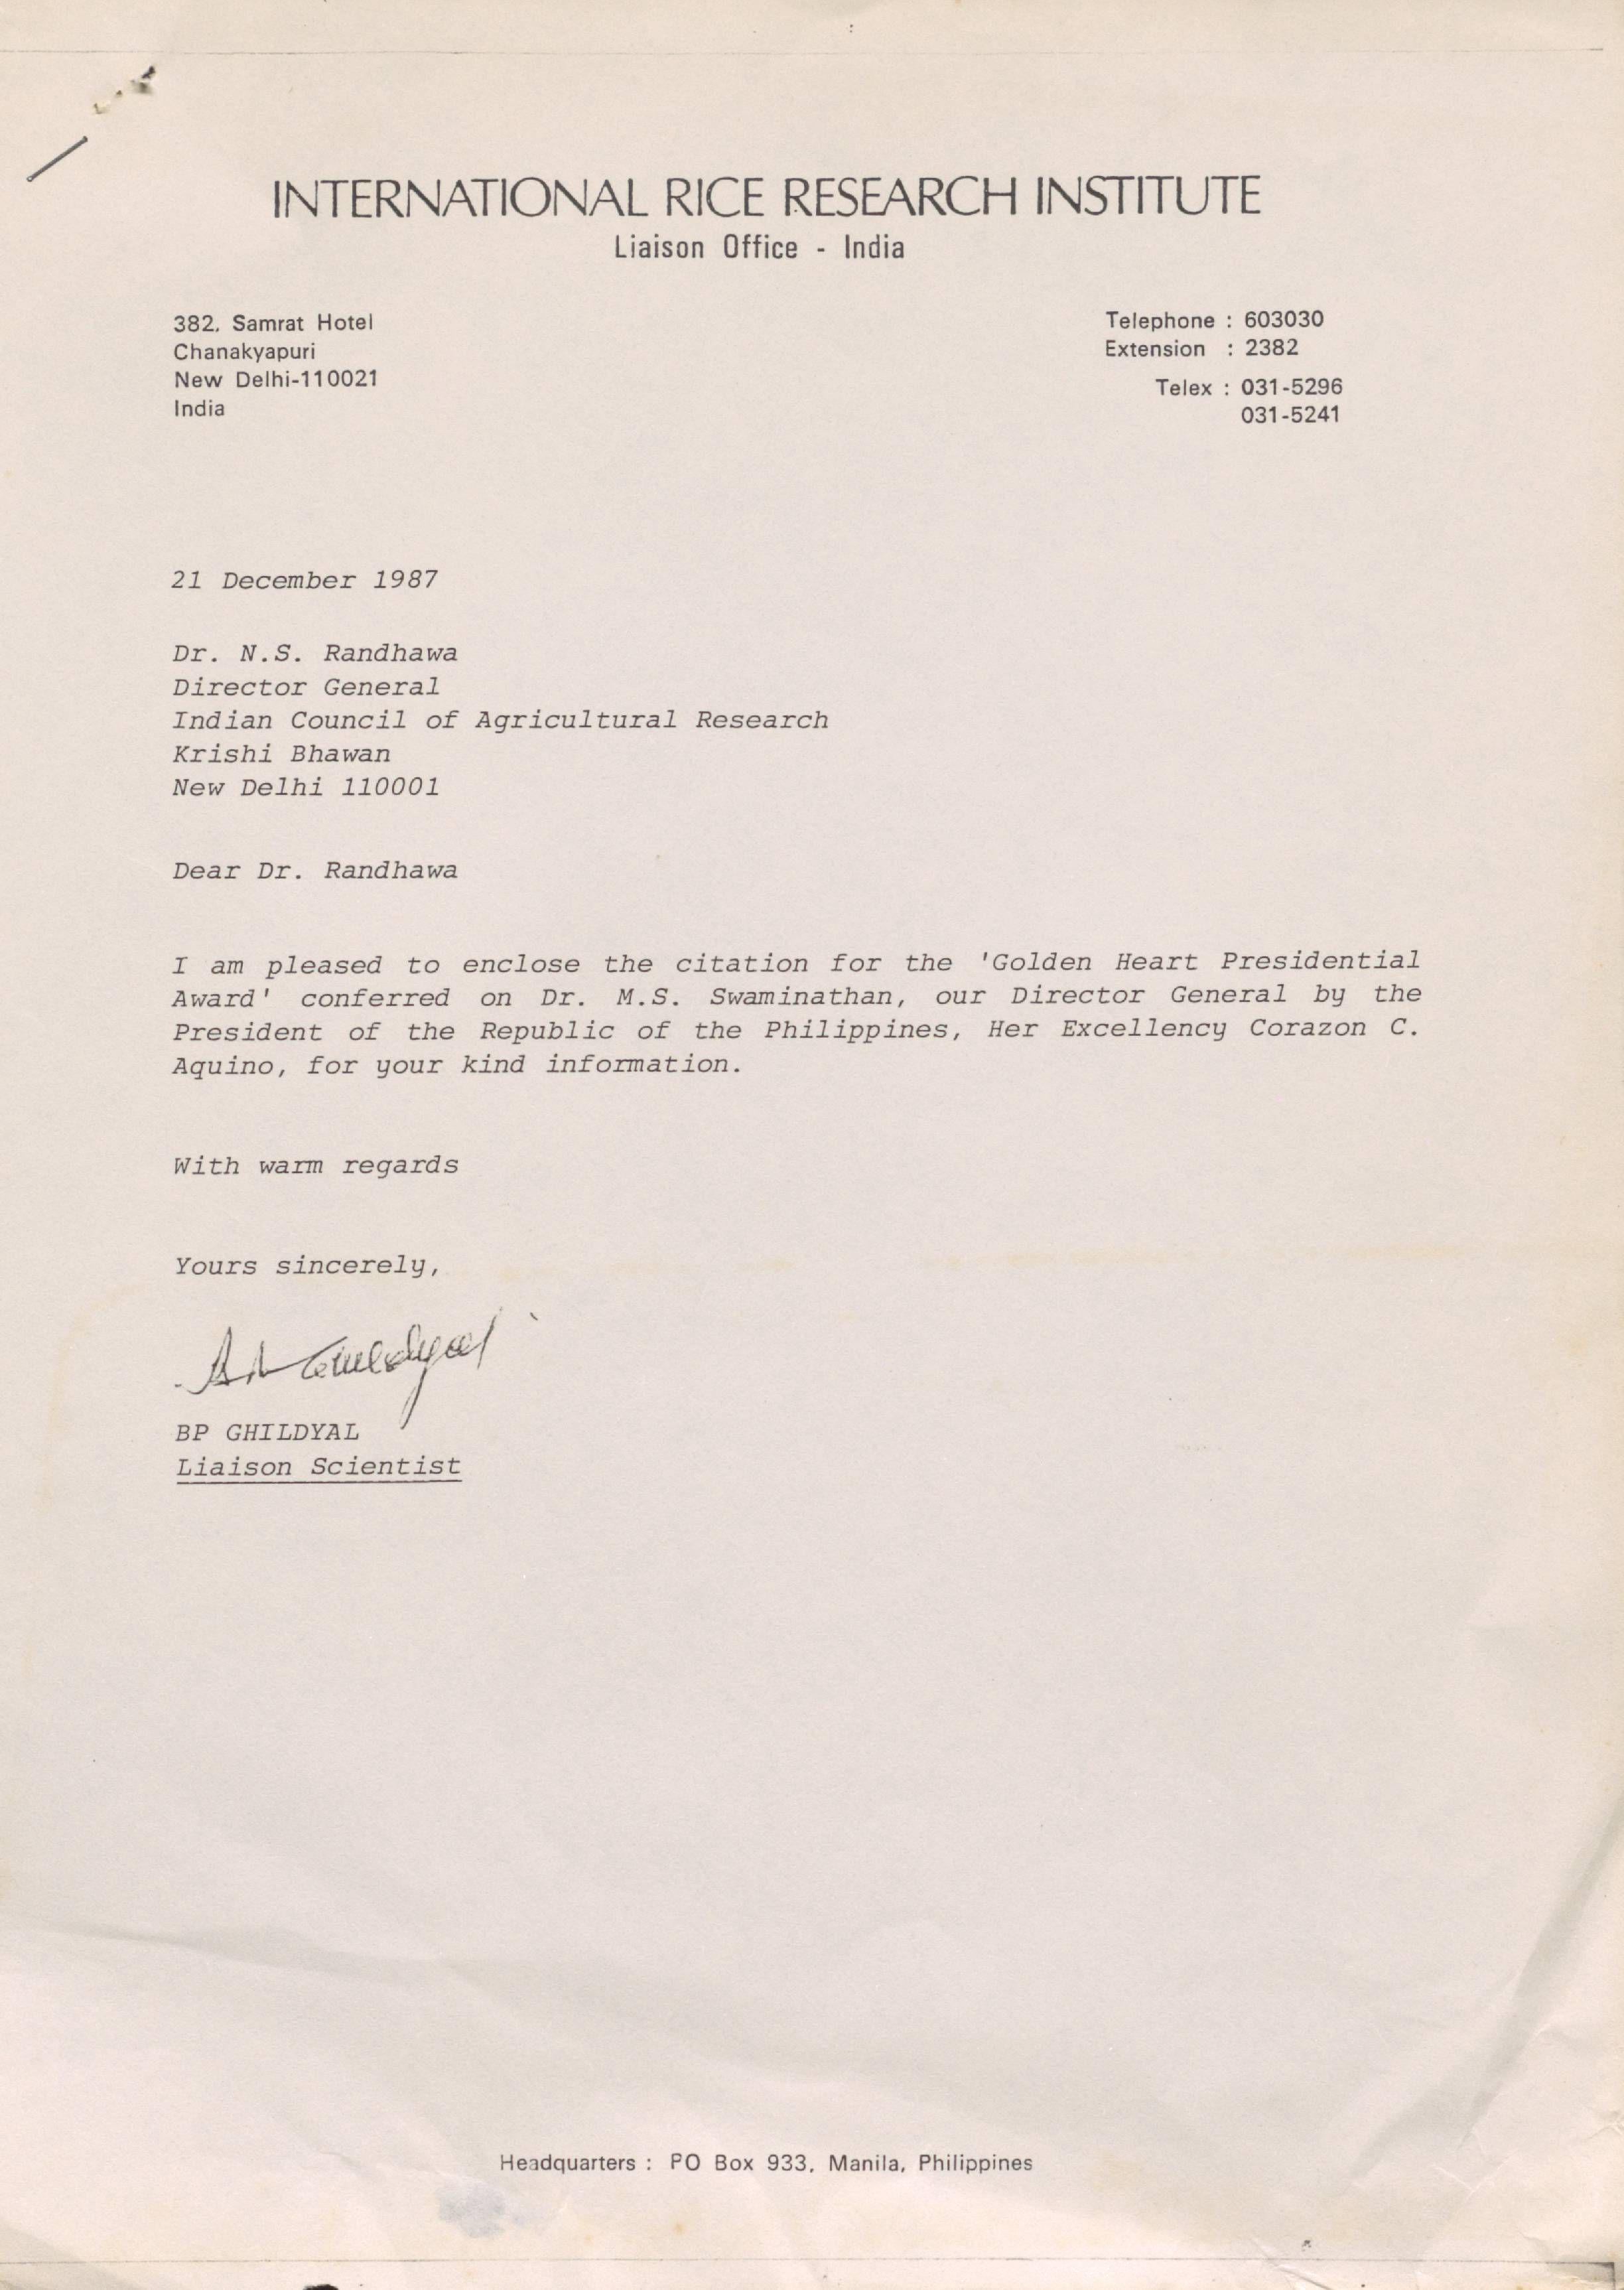 INTERNATIONAL RICE RESEARCH INSTITUTE
Liaison Office - India
382, Samrat Hotel
Chanakyapuri
New Delhi-110021
India
Telephone : 603030
Extension : 2382
Telex : 031-5296
031-5241
21 December 1987
Dr. N.S. Randhawa
Director General
Indian Council of Agricultural Research
Krishi Bhawan
New Delhi 110001
Dear Dr. Randhawa
I am pleased to enclose the citation for the 'Golden Heart Presidential
Award' conferred on Dr. M.S. Swaminathan, our Director General by the
President of the Republic of the Philippines, Her Excellency Corazon C.
Aquino, for your kind information.
With warm regards
Yours sincerely,
BP GHILDYAL
Liaison Scientist
Headquarters : PO Box 933, Manila, Philippines